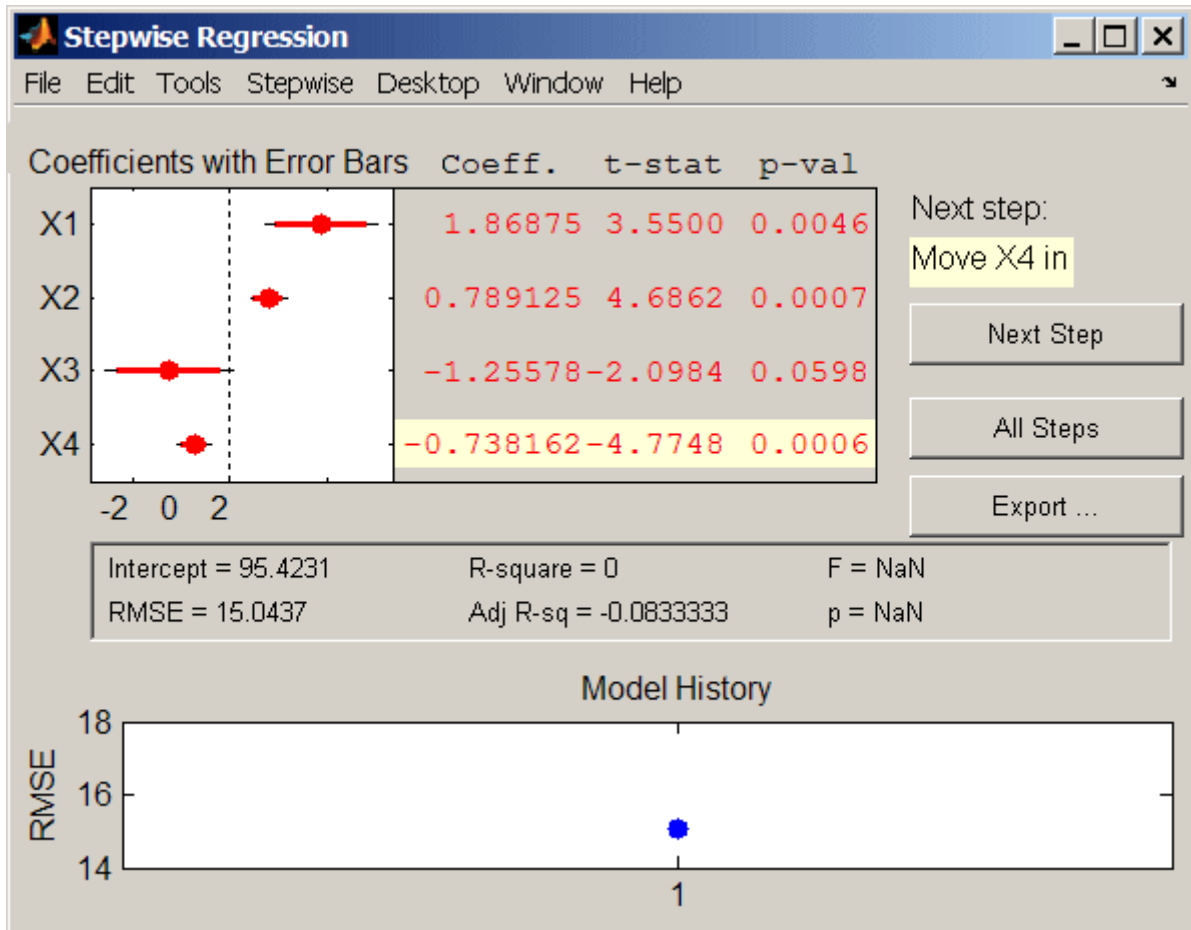 Stepwise Regression
File Edit Tools Stepwise Desktop Window Help
Coefficients with Error Bars Coeff. t-stat p-val
X1 1.86875 3.5500 0.0046
X2 0.789125 4.6862 0.0007
X3 -1.25578 -2.0984 0.0598
X4 -0.738162 -4.7748 0.0006
-2 0 2
Next step:
Move X4 in
Next Step
All Steps
Export ...
Intercept = 95.4231 R-square = 0 F = NaN
RMSE = 15.0437 Adj R-sq = -0.0833333 p = NaN
Model History
RMSE
18
16
14
1